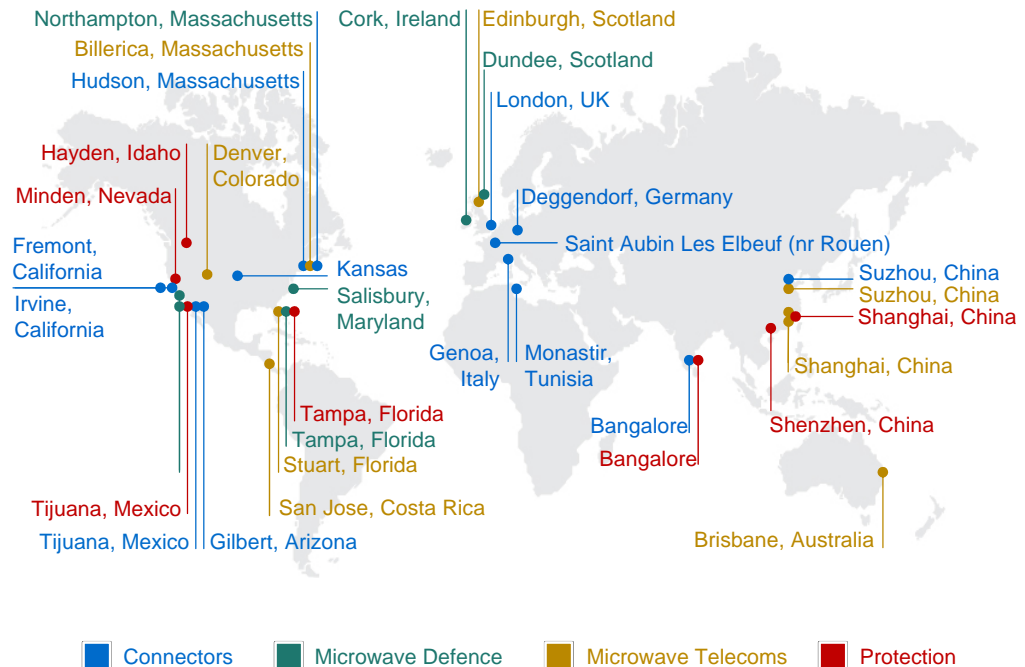 Northampton, Massachusetts
Billerica, Massachusetts
Hudson, Massachusetts
Cork, Ireland
Edinburgh, Scotland
Dundee, Scotland
London, UK
Hayden, Idaho
Denver,
Colorado
Minden, Nevada
Deggendorf, Germany
Fremont,
California
Saint Aubin Les Elbeuf (nr Rouen)
Kansas
Suzhou, China
Irvine,
California
Salisbury,
Maryland
Suzhou, China
Shanghai, China
Genoa,
Italy
Monastir,
Tunisia
Shanghai, China
Tampa, Florida
Tampa, Florida
Stuart, Florida
Bangalore
Bangalore
Shenzhen, China
Tijuana, Mexico
San Jose, Costa Rica
Tijuana, Mexico
Gilbert, Arizona
Brisbane, Australia
Connectors
Microwave Defence
Microwave Telecoms
Protection